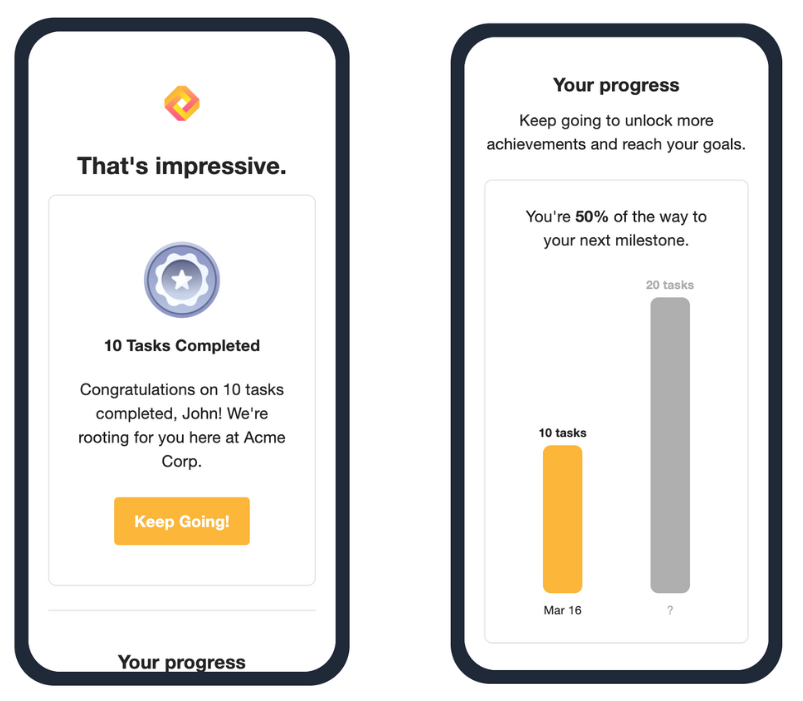 That's impressive.
10 Tasks Completed
Congratulations on 10 tasks
completed, John! We're
rooting for you here at Acme
Corp.
Keep Going!
Your progress
Your progress
Keep going to unlock more
achievements and reach your goals.
You're 50% of the way to
your next milestone.
20 tasks
10 tasks
Mar 16
?